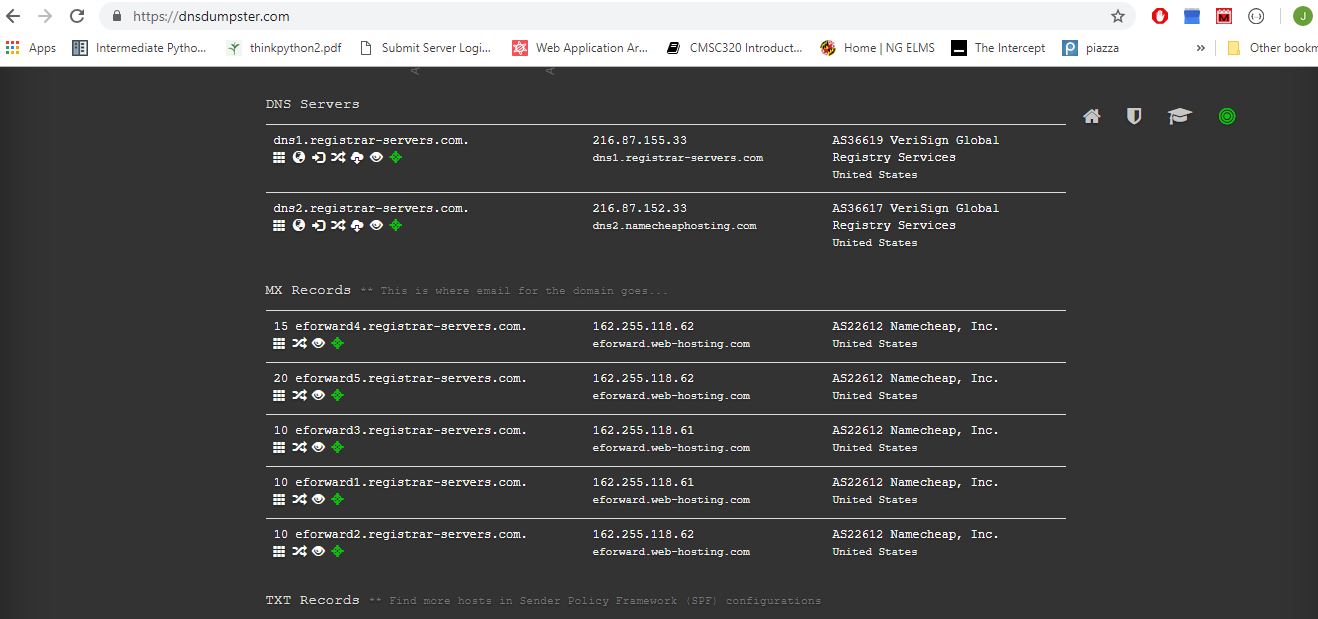 https://dnsdumpster.com
J
Apps
Intermediate Pytho...
thinkpython2.pdf
Submit Server Logi...
Web Application Ar...
CMSC320 Introduct...
Home | NG ELMS
The Intercept
piazza
»
Other bookm
DNS Servers
dns1.registrar-servers.com. 216.87.155.33 AS36619 VeriSign Global
dns1.registrar-servers.com Registry Services
United States
dns2.registrar-servers.com. 216.87.152.33 AS36617 VeriSign Global
dns2.namecheaphosting.com Registry Services
United States
MX Records ** This is where email for the domain goes...
15 eforward4.registrar-servers.com. 162.255.118.62 AS22612 Namecheap, Inc.
eforward.web-hosting.com United States
20 eforward5.registrar-servers.com. 162.255.118.62 AS22612 Namecheap, Inc.
eforward.web-hosting.com United States
10 eforward3.registrar-servers.com. 162.255.118.61 AS22612 Namecheap, Inc.
eforward.web-hosting.com United States
10 eforward1.registrar-servers.com. 162.255.118.61 AS22612 Namecheap, Inc.
eforward.web-hosting.com United States
10 eforward2.registrar-servers.com. 162.255.118.62 AS22612 Namecheap, Inc.
eforward.web-hosting.com United States
TXT Records ** Find more hosts in Sender Policy Framework (SPF) configurations